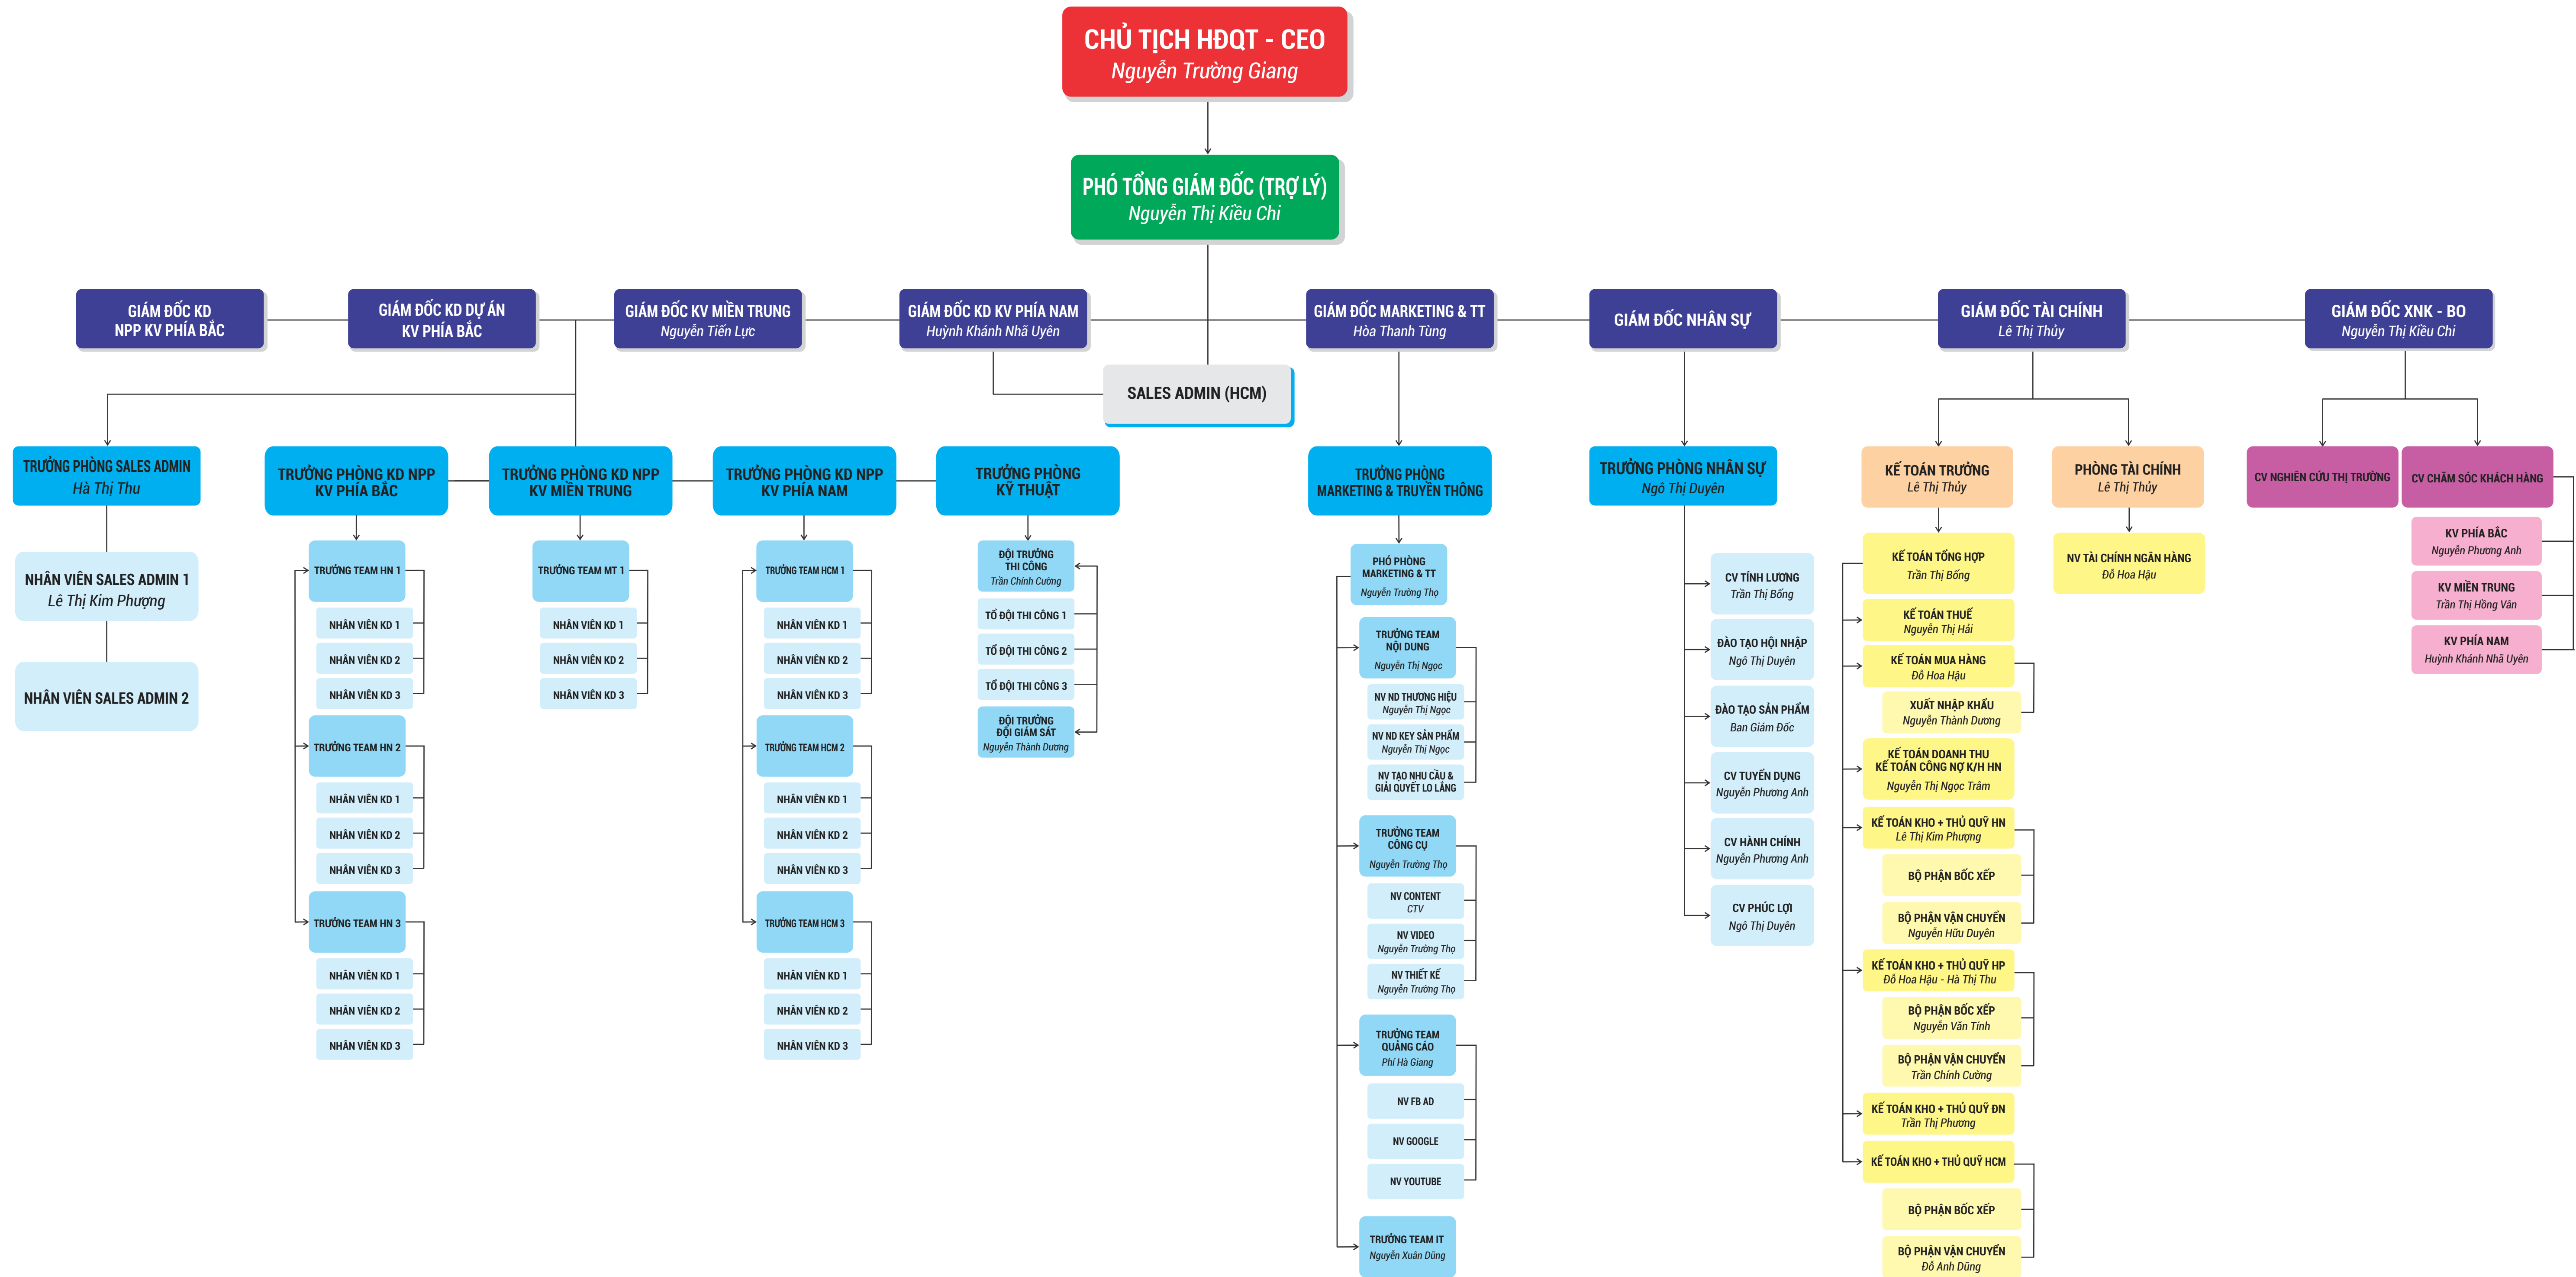 CHỦ TỊCH HĐQT - CEO
Nguyễn Trường Giang
PHÓ TỔNG GIÁM ĐỐC (TRỢ LÝ)
Nguyễn Thị Kiều Chi
GIÁM ĐỐC KD
NPP KV PHÍA BẮC
GIÁM ĐỐC KD DỰ ÁN
KV PHÍA BẮC
GIÁM ĐỐC KV MIỀN TRUNG
Nguyễn Tiến Lực
GIÁM ĐỐC KD KV PHÍA NAM
Huỳnh Khánh Nhã Uyên
GIÁM ĐỐC MARKETING & TT
Hòa Thanh Tùng
GIÁM ĐỐC NHÂN SỰ
GIÁM ĐỐC TÀI CHÍNH
Lê Thị Thủy
GIÁM ĐỐC XNK - BO
Nguyễn Thị Kiều Chi
SALES ADMIN (HCM)
TRƯỞNG PHÒNG SALES ADMIN
Hà Thị Thu
NHÂN VIÊN SALES ADMIN 1
Lê Thị Kim Phượng
NHÂN VIÊN SALES ADMIN 2
TRƯỞNG PHÒNG KD NPP
KV PHÍA BẮC
TRƯỞNG TEAM HN 1
NHÂN VIÊN KD 1
NHÂN VIÊN KD 2
NHÂN VIÊN KD 3
TRƯỞNG TEAM HN 2
NHÂN VIÊN KD 1
NHÂN VIÊN KD 2
NHÂN VIÊN KD 3
TRƯỞNG TEAM HN 3
NHÂN VIÊN KD 1
NHÂN VIÊN KD 2
NHÂN VIÊN KD 3
TRƯỞNG PHÒNG KD NPP
KV MIỀN TRUNG
TRƯỞNG TEAM MT 1
NHÂN VIÊN KD 1
NHÂN VIÊN KD 2
NHÂN VIÊN KD 3
TRƯỞNG PHÒNG KD NPP
KV PHÍA NAM
TRƯỞNG TEAM HCM 1
NHÂN VIÊN KD 1
NHÂN VIÊN KD 2
NHÂN VIÊN KD 3
TRƯỞNG TEAM HCM 2
NHÂN VIÊN KD 1
NHÂN VIÊN KD 2
NHÂN VIÊN KD 3
TRƯỞNG TEAM HCM 3
NHÂN VIÊN KD 1
NHÂN VIÊN KD 2
NHÂN VIÊN KD 3
TRƯỞNG PHÒNG
KỸ THUẬT
ĐỘI TRƯỞNG
THI CÔNG
Trần Chính Cường
TỔ ĐỘI THI CÔNG 1
TỔ ĐỘI THI CÔNG 2
TỔ ĐỘI THI CÔNG 3
ĐỘI TRƯỞNG
ĐỘI GIÁM SÁT
Nguyễn Thành Dương
TRƯỞNG PHÒNG
MARKETING & TRUYỀN THÔNG
PHÓ PHÒNG
MARKETING & TT
Nguyễn Trường Thọ
TRƯỞNG TEAM
NỘI DUNG
Nguyễn Thị Ngọc
NV ND THƯƠNG HIỆU
Nguyễn Thị Ngọc
NV ND KEY SẢN PHẨM
Nguyễn Thị Ngọc
NV TẠO NHU CẦU &
GIẢI QUYẾT LO LẮNG
TRƯỞNG TEAM
CÔNG CỤ
Nguyễn Trường Thọ
NV CONTENT
CTV
NV VIDEO
Nguyễn Trường Thọ
NV THIẾT KẾ
Nguyễn Trường Thọ
TRƯỞNG TEAM
QUẢNG CÁO
Phí Hà Giang
NV FB AD
NV GOOGLE
NV YOUTUBE
TRƯỞNG TEAM IT
Nguyễn Xuân Dũng
TRƯỞNG PHÒNG NHÂN SỰ
Ngô Thị Duyên
CV TÍNH LƯƠNG
Trần Thị Bống
ĐÀO TẠO HỘI NHẬP
Ngô Thị Duyên
ĐÀO TẠO SẢN PHẨM
Ban Giám Đốc
CV TUYỂN DỤNG
Nguyễn Phương Anh
CV HÀNH CHÍNH
Nguyễn Phương Anh
CV PHÚC LỢI
Ngô Thị Duyên
KẾ TOÁN TRƯỞNG
Lê Thị Thủy
KẾ TOÁN TỔNG HỢP
Trần Thị Bống
KẾ TOÁN THUẾ
Nguyễn Thị Hải
KẾ TOÁN MUA HÀNG
Đỗ Hoa Hậu
XUẤT NHẬP KHẨU
Nguyễn Thành Dương
KẾ TOÁN DOANH THU
KẾ TOÁN CÔNG NỢ K/H HN
Nguyễn Thị Ngọc Trâm
KẾ TOÁN KHO + THỦ QUỸ HN
Lê Thị Kim Phượng
BỘ PHẬN BỐC XẾP
BỘ PHẬN VẬN CHUYỂN
Nguyễn Hữu Duyên
KẾ TOÁN KHO + THỦ QUỸ HP
Đỗ Hoa Hậu - Hà Thị Thu
BỘ PHẬN BỐC XẾP
Nguyễn Văn Tính
BỘ PHẬN VẬN CHUYỂN
Trần Chính Cường
KẾ TOÁN KHO + THỦ QUỸ ĐN
Trần Thị Phương
KẾ TOÁN KHO + THỦ QUỸ HCM
BỘ PHẬN BỐC XẾP
BỘ PHẬN VẬN CHUYỂN
Đỗ Anh Dũng
PHÒNG TÀI CHÍNH
Lê Thị Thủy
NV TÀI CHÍNH NGÂN HÀNG
Đỗ Hoa Hậu
CV NGHIÊN CỨU THỊ TRƯỜNG
CV CHĂM SÓC KHÁCH HÀNG
KV PHÍA BẮC
Nguyễn Phương Anh
KV MIỀN TRUNG
Trần Thị Hồng Vân
KV PHÍA NAM
Huỳnh Khánh Nhã Uyên